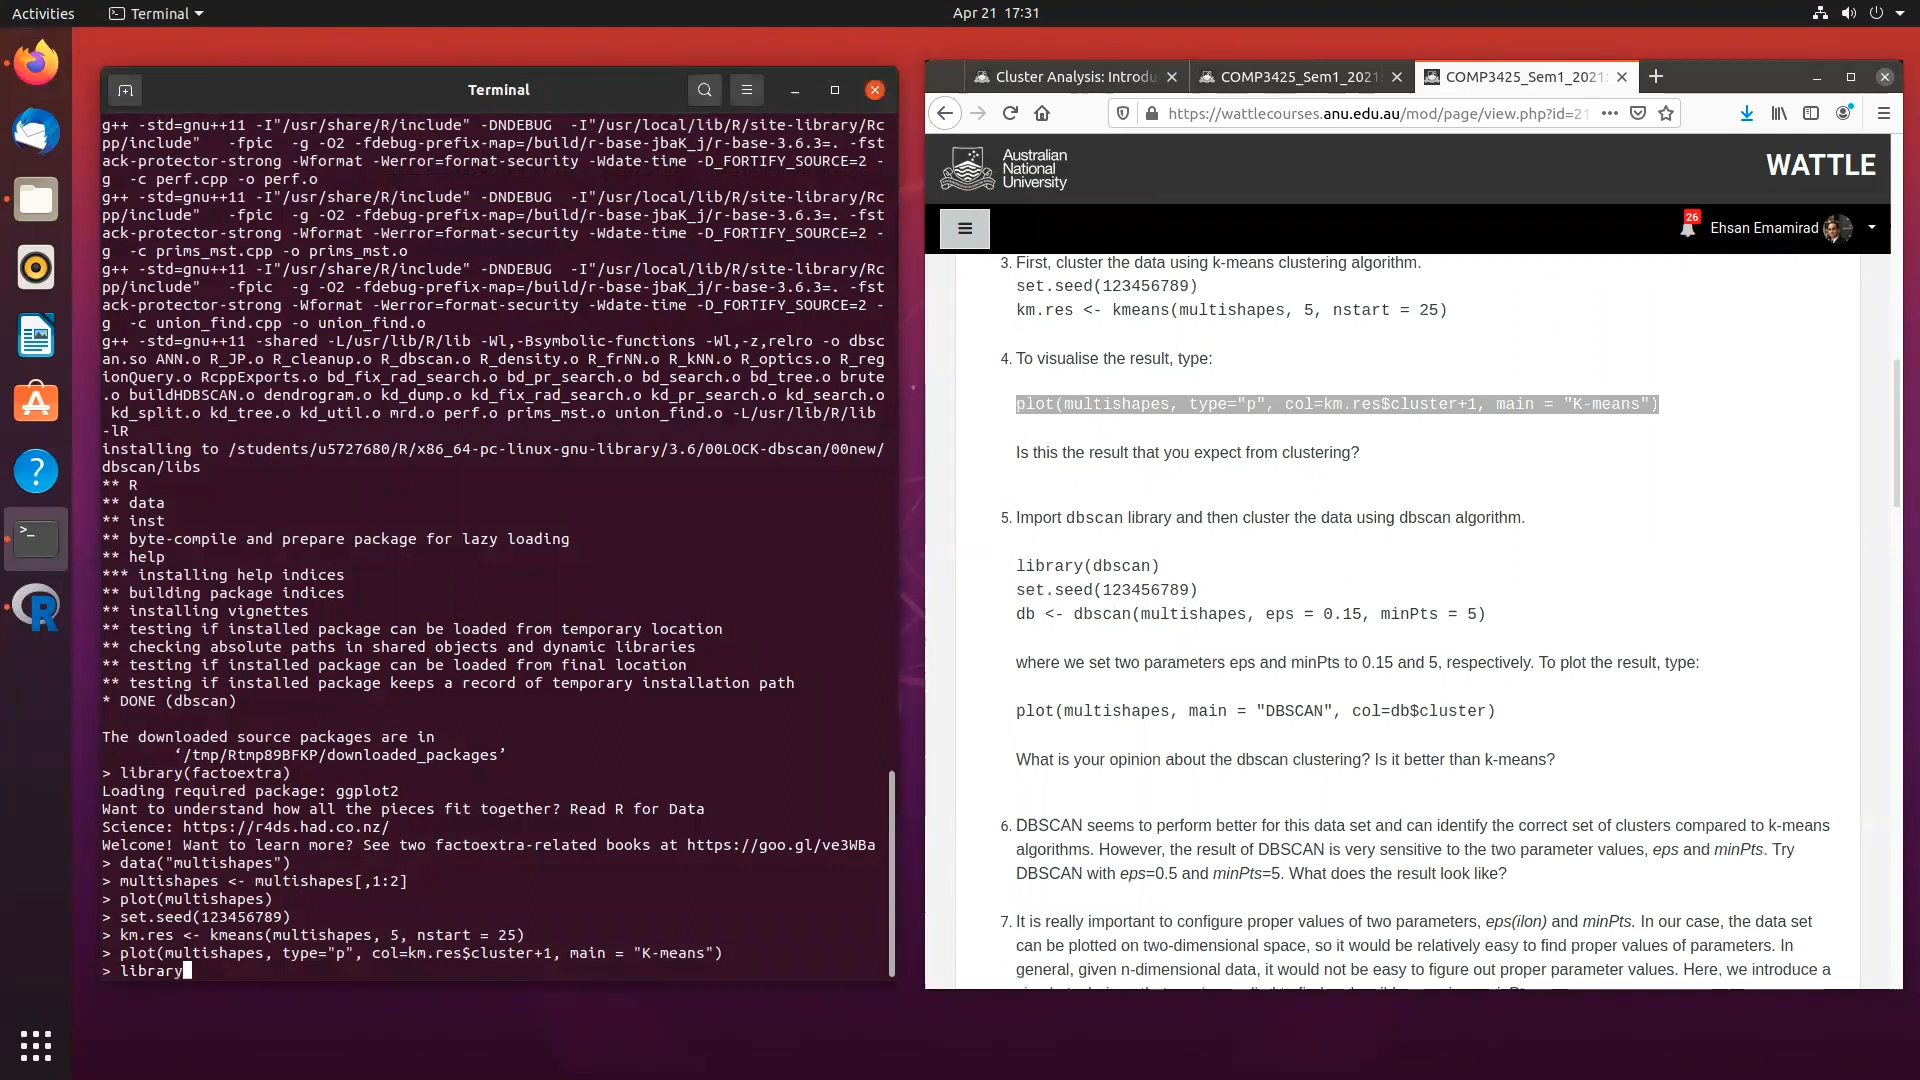 Activities
Terminal
Apr 21 17:31
Terminal
g++ -std=gnu++11 -I"/usr/share/R/include" -DNDEBUG  -I"/usr/local/lib/R/site-library/Rc
pp/include"   -fpic  -g -O2 -fdebug-prefix-map=/build/r-base-jbaK_j/r-base-3.6.3=. -fst
ack-protector-strong -Wformat -Werror=format-security -Wdate-time -D_FORTIFY_SOURCE=2 -
g  -c perf.cpp -o perf.o
g++ -std=gnu++11 -I"/usr/share/R/include" -DNDEBUG  -I"/usr/local/lib/R/site-library/Rc
pp/include"   -fpic  -g -O2 -fdebug-prefix-map=/build/r-base-jbaK_j/r-base-3.6.3=. -fst
ack-protector-strong -Wformat -Werror=format-security -Wdate-time -D_FORTIFY_SOURCE=2 -
g  -c prims_mst.cpp -o prims_mst.o
g++ -std=gnu++11 -I"/usr/share/R/include" -DNDEBUG  -I"/usr/local/lib/R/site-library/Rc
pp/include"   -fpic  -g -O2 -fdebug-prefix-map=/build/r-base-jbaK_j/r-base-3.6.3=. -fst
ack-protector-strong -Wformat -Werror=format-security -Wdate-time -D_FORTIFY_SOURCE=2 -
g  -c union_find.cpp -o union_find.o
g++ -std=gnu++11 -shared -L/usr/lib/R/lib -Wl,-Bsymbolic-functions -Wl,-z,relro -o dbsc
an.so ANN.o R_JP.o R_cleanup.o R_dbscan.o R_density.o R_frNN.o R_kNN.o R_optics.o R_reg
ionQuery.o RcppExports.o bd_fix_rad_search.o bd_pr_search.o bd_search.o bd_tree.o brute
.o buildHDBSCAN.o dendrogram.o kd_dump.o kd_fix_rad_search.o kd_pr_search.o kd_search.o
 kd_split.o kd_tree.o kd_util.o mrd.o perf.o prims_mst.o union_find.o -L/usr/lib/R/lib
-lR
installing to /students/u5727680/R/x86_64-pc-linux-gnu-library/3.6/00LOCK-dbscan/00new/
dbscan/libs
** R
** data
** inst
** byte-compile and prepare package for lazy loading
** help
*** installing help indices
** building package indices
** installing vignettes
** testing if installed package can be loaded from temporary location
** checking absolute paths in shared objects and dynamic libraries
** testing if installed package can be loaded from final location
** testing if installed package keeps a record of temporary installation path
* DONE (dbscan)
The downloaded source packages are in
‘/tmp/Rtmp89BFKP/downloaded_packages’
> library(factoextra)
Loading required package: ggplot2
Want to understand how all the pieces fit together? Read R for Data
Science: https://r4ds.had.co.nz/
Welcome! Want to learn more? See two factoextra-related books at https://goo.gl/ve3WBa
> data("multishapes")
> multishapes <- multishapes[,1:2]
> plot(multishapes)
> set.seed(123456789)
> km.res <- kmeans(multishapes, 5, nstart = 25)
> plot(multishapes, type="p", col=km.res$cluster+1, main = "K-means")
> library
Cluster Analysis: Introdu
COMP3425_Sem1_2021
COMP3425_Sem1_2021:
https://wattlecourses.anu.edu.au/mod/page/view.php?id=21
Australian
National
University
WATTLE
26
Ehsan Emamirad
3. First, cluster the data using k-means clustering algorithm.
set.seed(123456789)
km.res <- kmeans(multishapes, 5, nstart = 25)
4. To visualise the result, type:
plot(multishapes, type="p", col=km.res$cluster+1, main = "K-means")
Is this the result that you expect from clustering?
5. Import dbscan library and then cluster the data using dbscan algorithm.
library(dbscan)
set.seed(123456789)
db <- dbscan(multishapes, eps = 0.15, minPts = 5)
where we set two parameters eps and minPts to 0.15 and 5, respectively. To plot the result, type:
plot(multishapes, main = "DBSCAN", col=db$cluster)
What is your opinion about the dbscan clustering? Is it better than k-means?
6. DBSCAN seems to perform better for this data set and can identify the correct set of clusters compared to k-means
algorithms. However, the result of DBSCAN is very sensitive to the two parameter values, eps and minPts. Try
DBSCAN with eps=0.5 and minPts=5. What does the result look like?
7. It is really important to configure proper values of two parameters, eps(ilon) and minPts. In our case, the data set
can be plotted on two-dimensional space, so it would be relatively easy to find proper values of parameters. In
general, given n-dimensional data, it would not be easy to figure out proper parameter values. Here, we introduce a